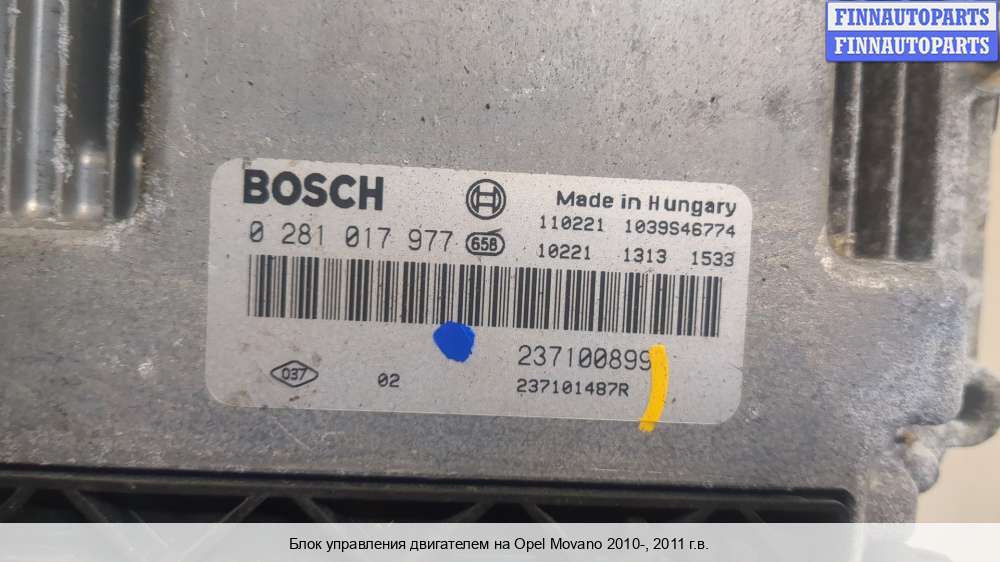 FINNAUTOPARTS
FINNAUTOPARTS
BOSCH
Made in Hungary
110221 1039S46774
0 281 017 977 658
10221 1313 1533
237100899
037 02 237101487R
Блок управления двигателем на Opel Movano 2010-, 2011 г.в.